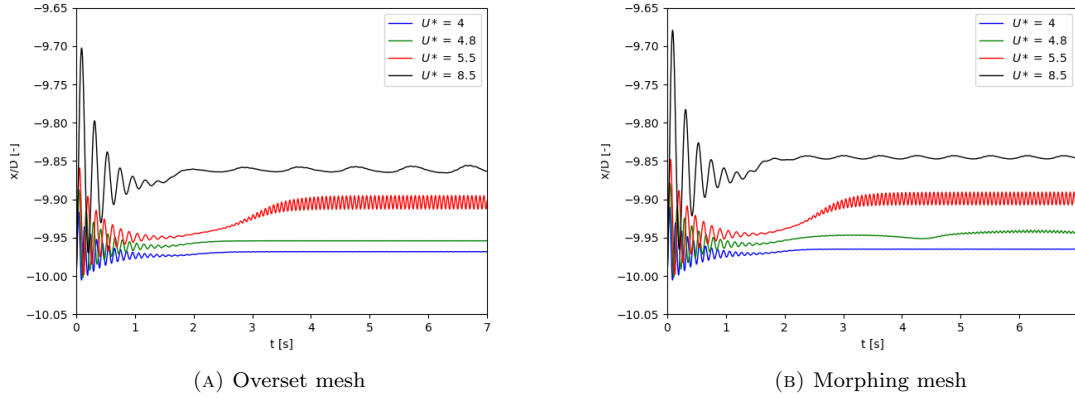 −9.65
−9.70
−9.75
−9.80
−9.85
−9.90
−9.95
−10.00
−10.05
x/D [-]
0 1 2 3 4 5 6 7
t [s]
U* = 4
U* = 4.8
U* = 5.5
U* = 8.5
(A) Overset mesh
−9.65
−9.70
−9.75
−9.80
−9.85
−9.90
−9.95
−10.00
−10.05
x/D [-]
0 1 2 3 4 5 6
t [s]
U* = 4
U* = 4.8
U* = 5.5
U* = 8.5
(B) Morphing mesh